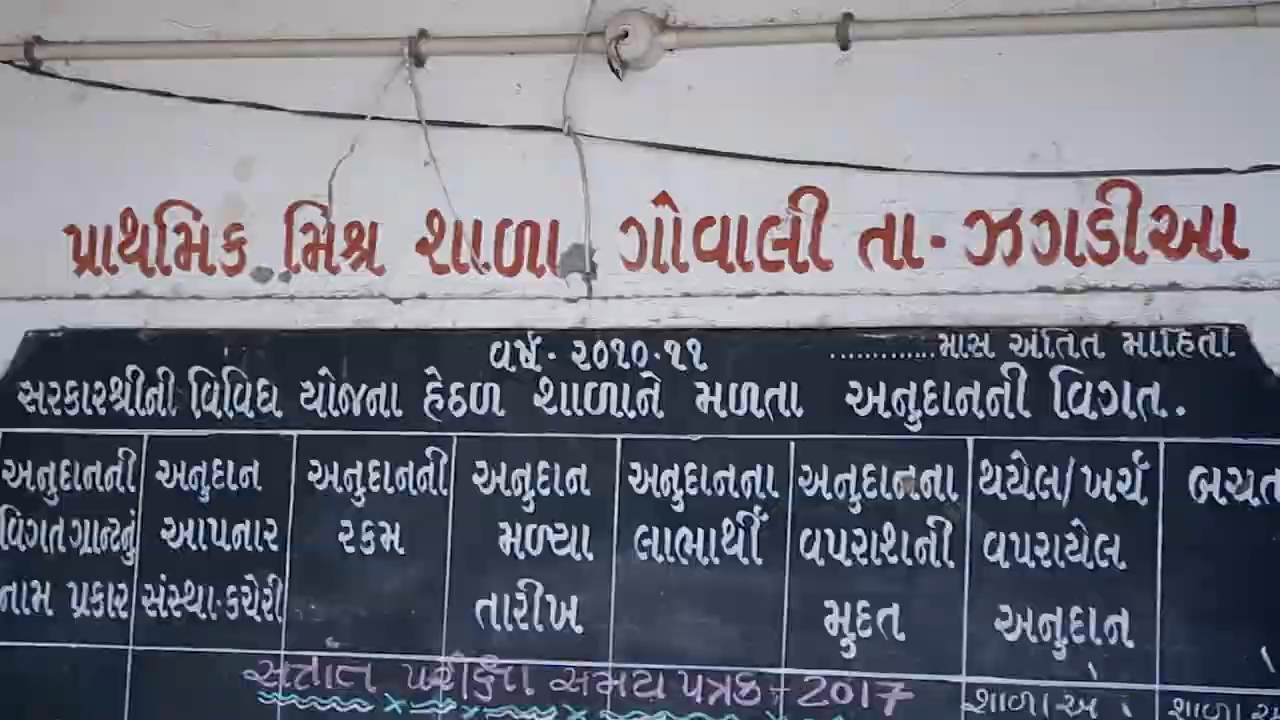 પ્રાથમિક મિશ્ર શાળા ગોવાલી તા. ઝગડીઆ
વર્ષ. ૨૦૧૦.૧૧ ............માસ અંતિત માહિતી
સરકારશ્રીની વિવિધ યોજના હેઠળ શાળાને મળતા અનુદાનની વિગત.
અનુદાનની વિગત ગ્રાન્ટનું નામ પ્રકાર
અનુદાન આપનાર સંસ્થા.કચેરી
અનુદાનની રકમ
અનુદાન મળ્યા તારીખ
અનુદાનના લાભાર્થી
અનુદાનના વપરાશની મુદત
થયેલ/ખર્ચ વપરાયેલ અનુદાન
બચત
સત્રાંત પરીક્ષા સમય પત્રક - 2017